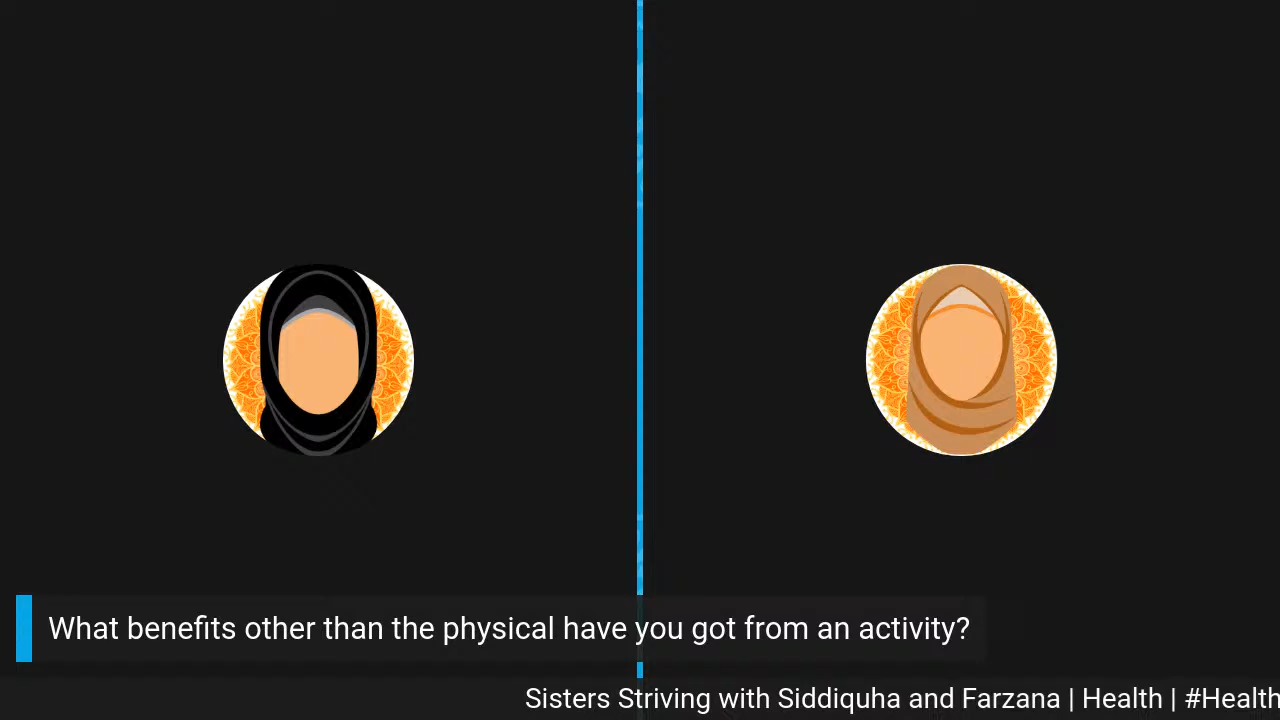 What benefits other than the physical have you got from an activity?
Sisters Striving with Siddiquha and Farzana | Health | #Health